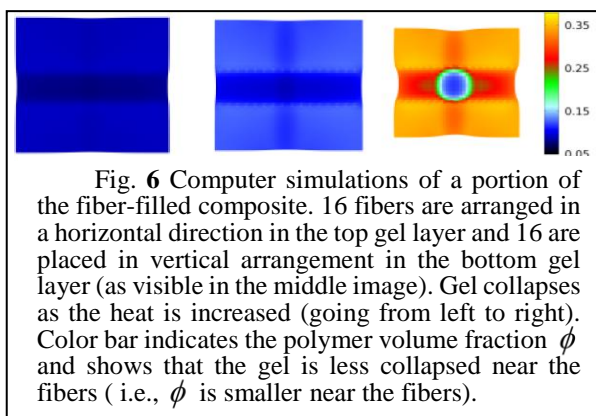 0.35
0.25
0.15
0.05
Fig. 6 Computer simulations of a portion of
the fiber-filled composite. 16 fibers are arranged in
a horizontal direction in the top gel layer and 16 are
placed in vertical arrangement in the bottom gel
layer (as visible in the middle image). Gel collapses
as the heat is increased (going from left to right).
Color bar indicates the polymer volume fraction ϕ
and shows that the gel is less collapsed near the
fibers ( i.e., ϕ is smaller near the fibers).